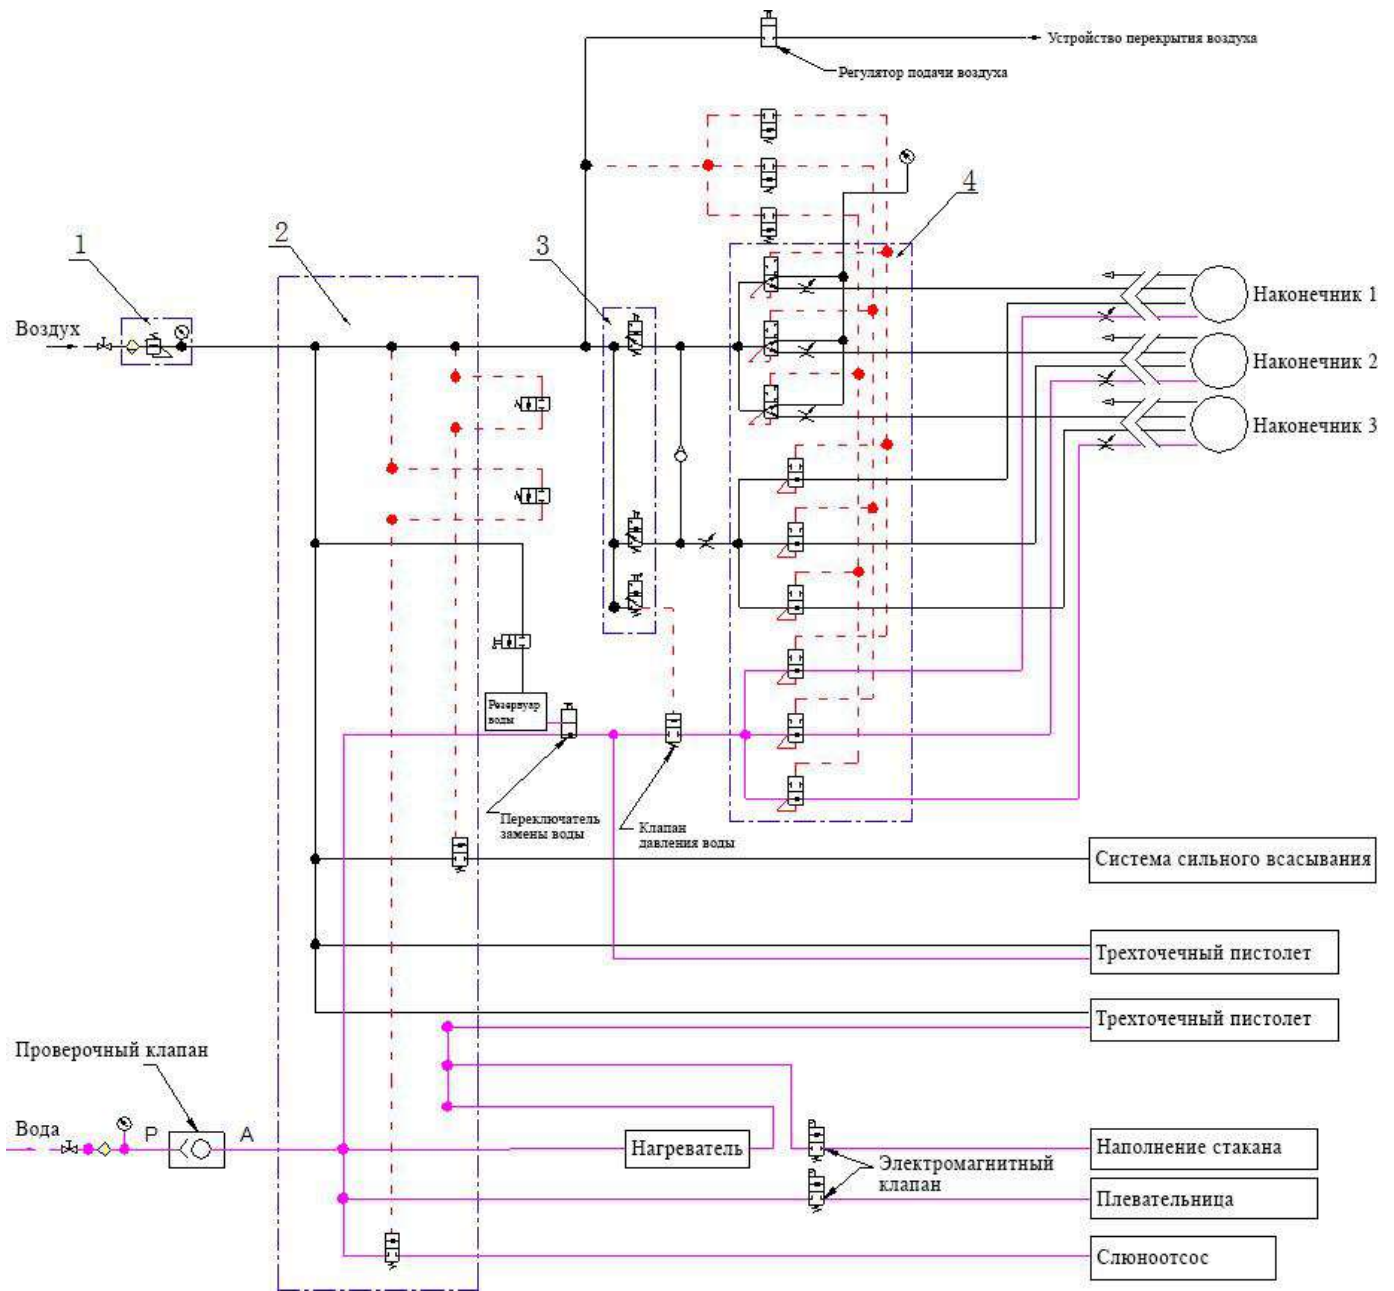 Устройство перекрытия воздуха
Регулятор подачи воздуха
1
2
3
4
Воздух
Наконечник 1
Наконечник 2
Наконечник 3
Резервуар
воды
Переключатель
замены воды
Клапан
давления воды
Система сильного всасывания
Трехточечный пистолет
Трехточечный пистолет
Проверочный клапан
Вода
P
A
Нагреватель
Электромагнитный
клапан
Наполнение стакана
Плевательница
Слюноотсос